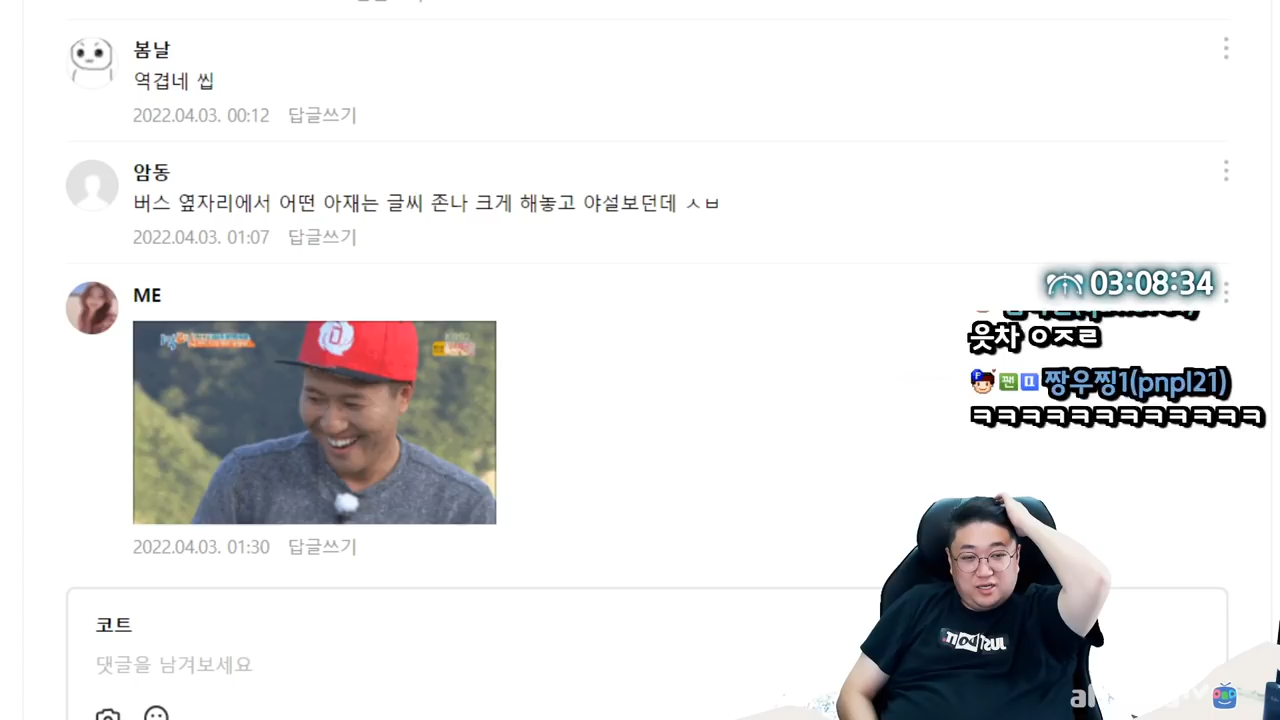 봄날
역겹네 씹
2022.04.03. 00:12 답글쓰기
암동
버스 옆자리에서 어떤 아재는 글씨 존나 크게 해놓고 야설보던데 ㅅㅂ
2022.04.03. 01:07 답글쓰기
ME
03:08:34
웃차 ㅇㅈㄹ
F 팬 짱우찡1(pnpl21)
ㅋㅋㅋㅋㅋㅋㅋㅋㅋㅋㅋㅋ
2022.04.03. 01:30 답글쓰기
코트
댓글을 남겨보세요